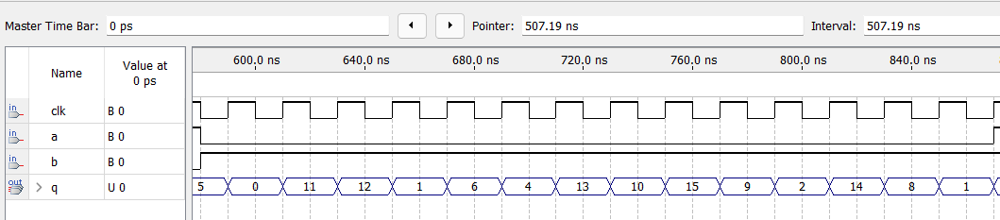 Master Time Bar: 0 ps Pointer: 507.19 ns Interval: 507.19 ns
Name Value at 0 ps 600.0 ns 640.0 ns 680.0 ns 720.0 ns 760.0 ns 800.0 ns 840.0 ns
in clk B 0
in a B 0
in b B 0
out > q U 0 5 0 11 12 1 6 4 13 10 15 9 2 14 8 1